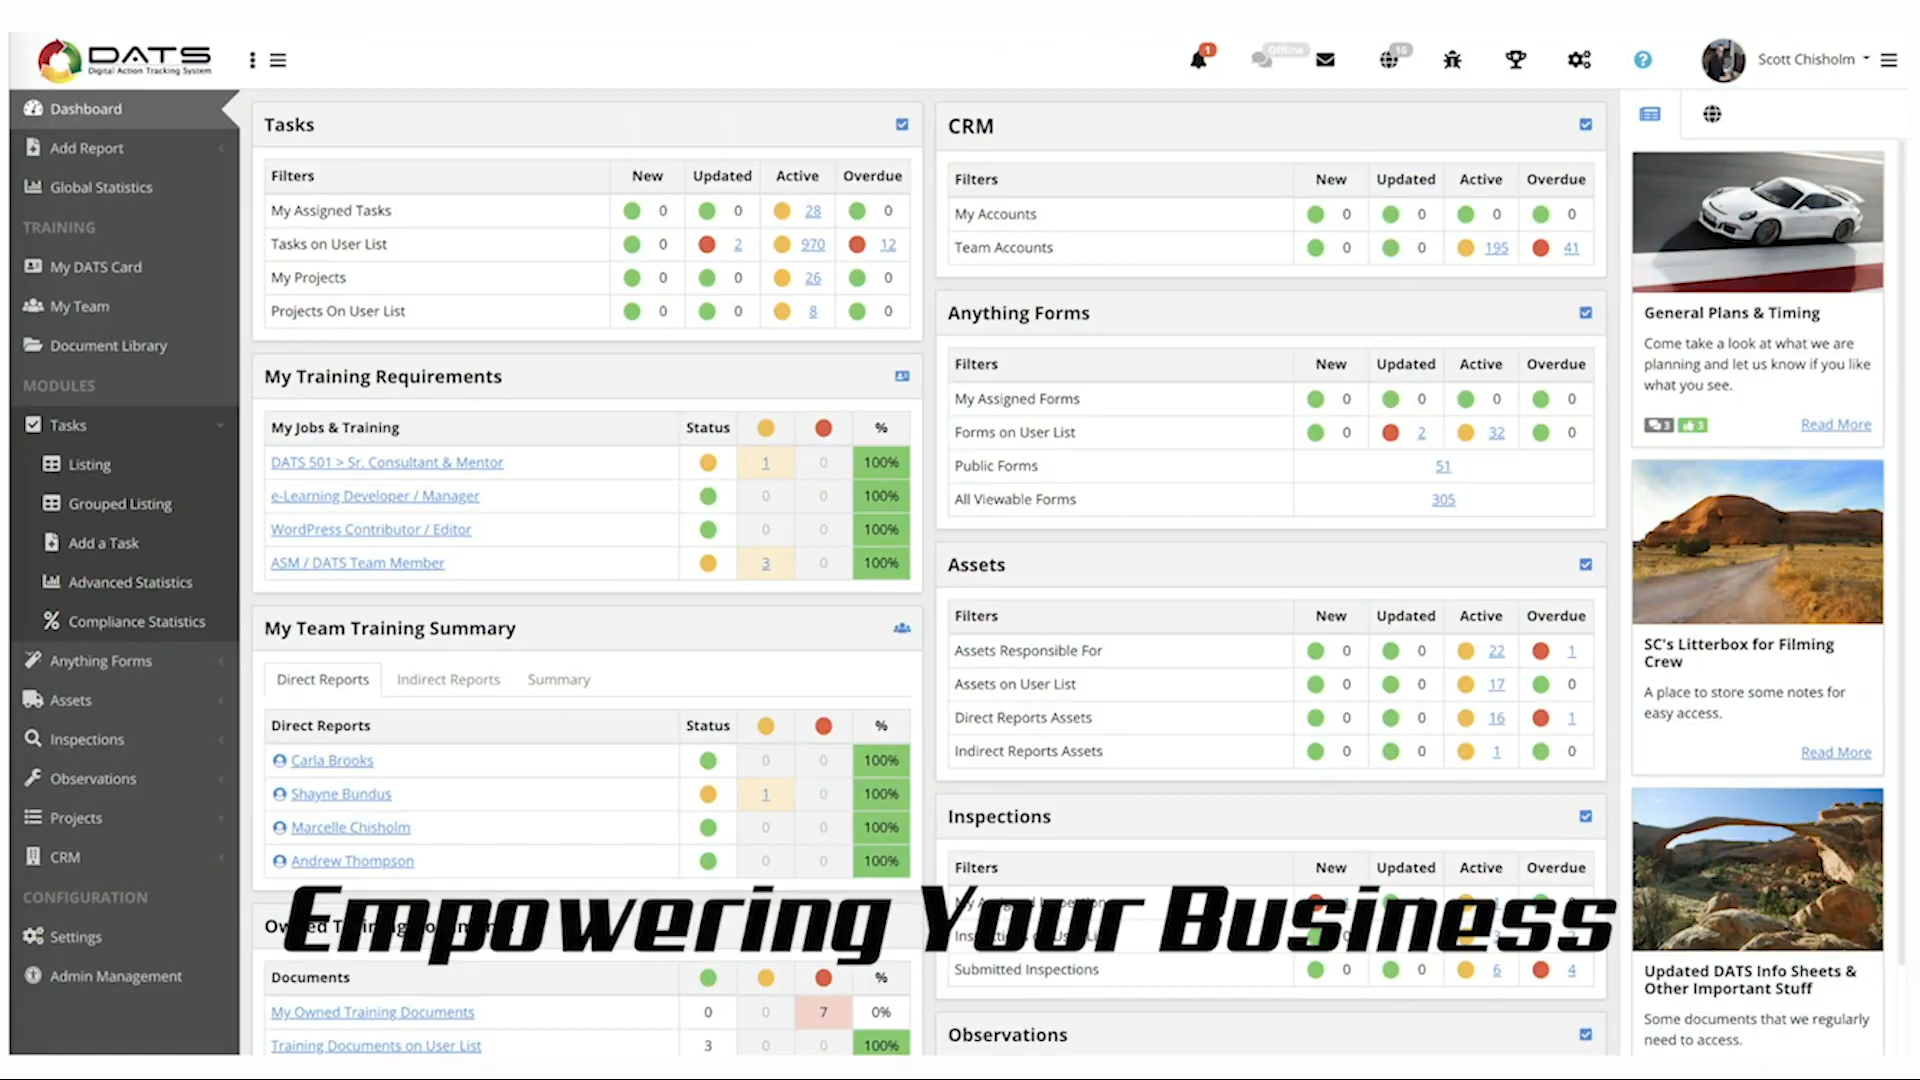 DATS
Digital Action Tracking System
1
Offline
16
Scott Chisholm
Dashboard
Add Report
Global Statistics
TRAINING
My DATS Card
My Team
Document Library
MODULES
Tasks
Listing
Grouped Listing
Add a Task
Advanced Statistics
Compliance Statistics
Anything Forms
Assets
Inspections
Observations
Projects
CRM
CONFIGURATION
Settings
Admin Management
Tasks
Filters New Updated Active Overdue
My Assigned Tasks 0 0 28 0
Tasks on User List 0 2 970 12
My Projects 0 0 26 0
Projects On User List 0 0 8 0
My Training Requirements
My Jobs & Training Status %
DATS 501 > Sr. Consultant & Mentor 1 0 100%
e-Learning Developer / Manager 0 0 100%
WordPress Contributor / Editor 0 0 100%
ASM / DATS Team Member 3 0 100%
My Team Training Summary
Direct Reports Indirect Reports Summary
Direct Reports Status %
Carla Brooks 0 0 100%
Shayne Bundus 1 0 100%
Marcelle Chisholm 0 0 100%
Andrew Thompson 0 0 100%
Documents %
My Owned Training Documents 0 0 7 0%
Training Documents on User List 3 0 0 100%
CRM
Filters New Updated Active Overdue
My Accounts 0 0 0 0
Team Accounts 0 0 195 41
Anything Forms
Filters New Updated Active Overdue
My Assigned Forms 0 0 0 0
Forms on User List 0 2 32 0
Public Forms 51
All Viewable Forms 305
Assets
Filters New Updated Active Overdue
Assets Responsible For 0 0 22 1
Assets on User List 0 0 17 0
Direct Reports Assets 0 0 16 1
Indirect Reports Assets 0 0 1 0
Inspections
Filters New Updated Active Overdue
Submitted Inspections 0 0 6 4
Observations
Empowering Your Business
General Plans & Timing
Come take a look at what we are
planning and let us know if you like
what you see.
3 3 Read More
SC's Litterbox for Filming
Crew
A place to store some notes for
easy access.
Read More
Updated DATS Info Sheets &
Other Important Stuff
Some documents that we regularly
need to access.